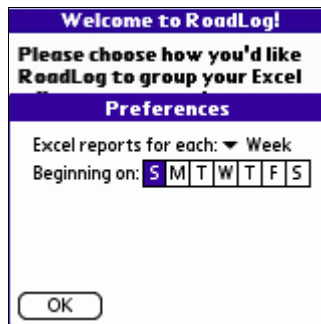 Welcome to RoadLog!
Please choose how you'd like
RoadLog to group your Excel
Preferences
Excel reports for each: Week
Beginning on: S M T W T F S
OK